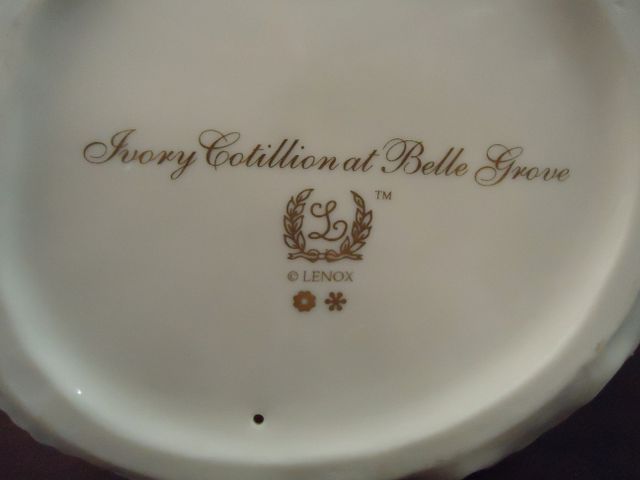 Ivory Cotillion at Belle Grove
L ™
© LENOX